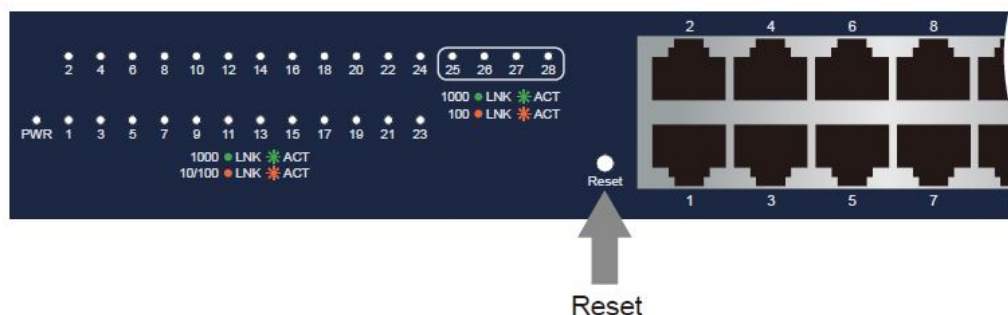 2 4 6 8
2 4 6 8 10 12 14 16 18 20 22 24 25 26 27 28
1000 LNK ACT
100 LNK ACT
PWR 1 3 5 7 9 11 13 15 17 19 21 23
1000 LNK ACT
10/100 LNK ACT
Reset
1 3 5 7
Reset